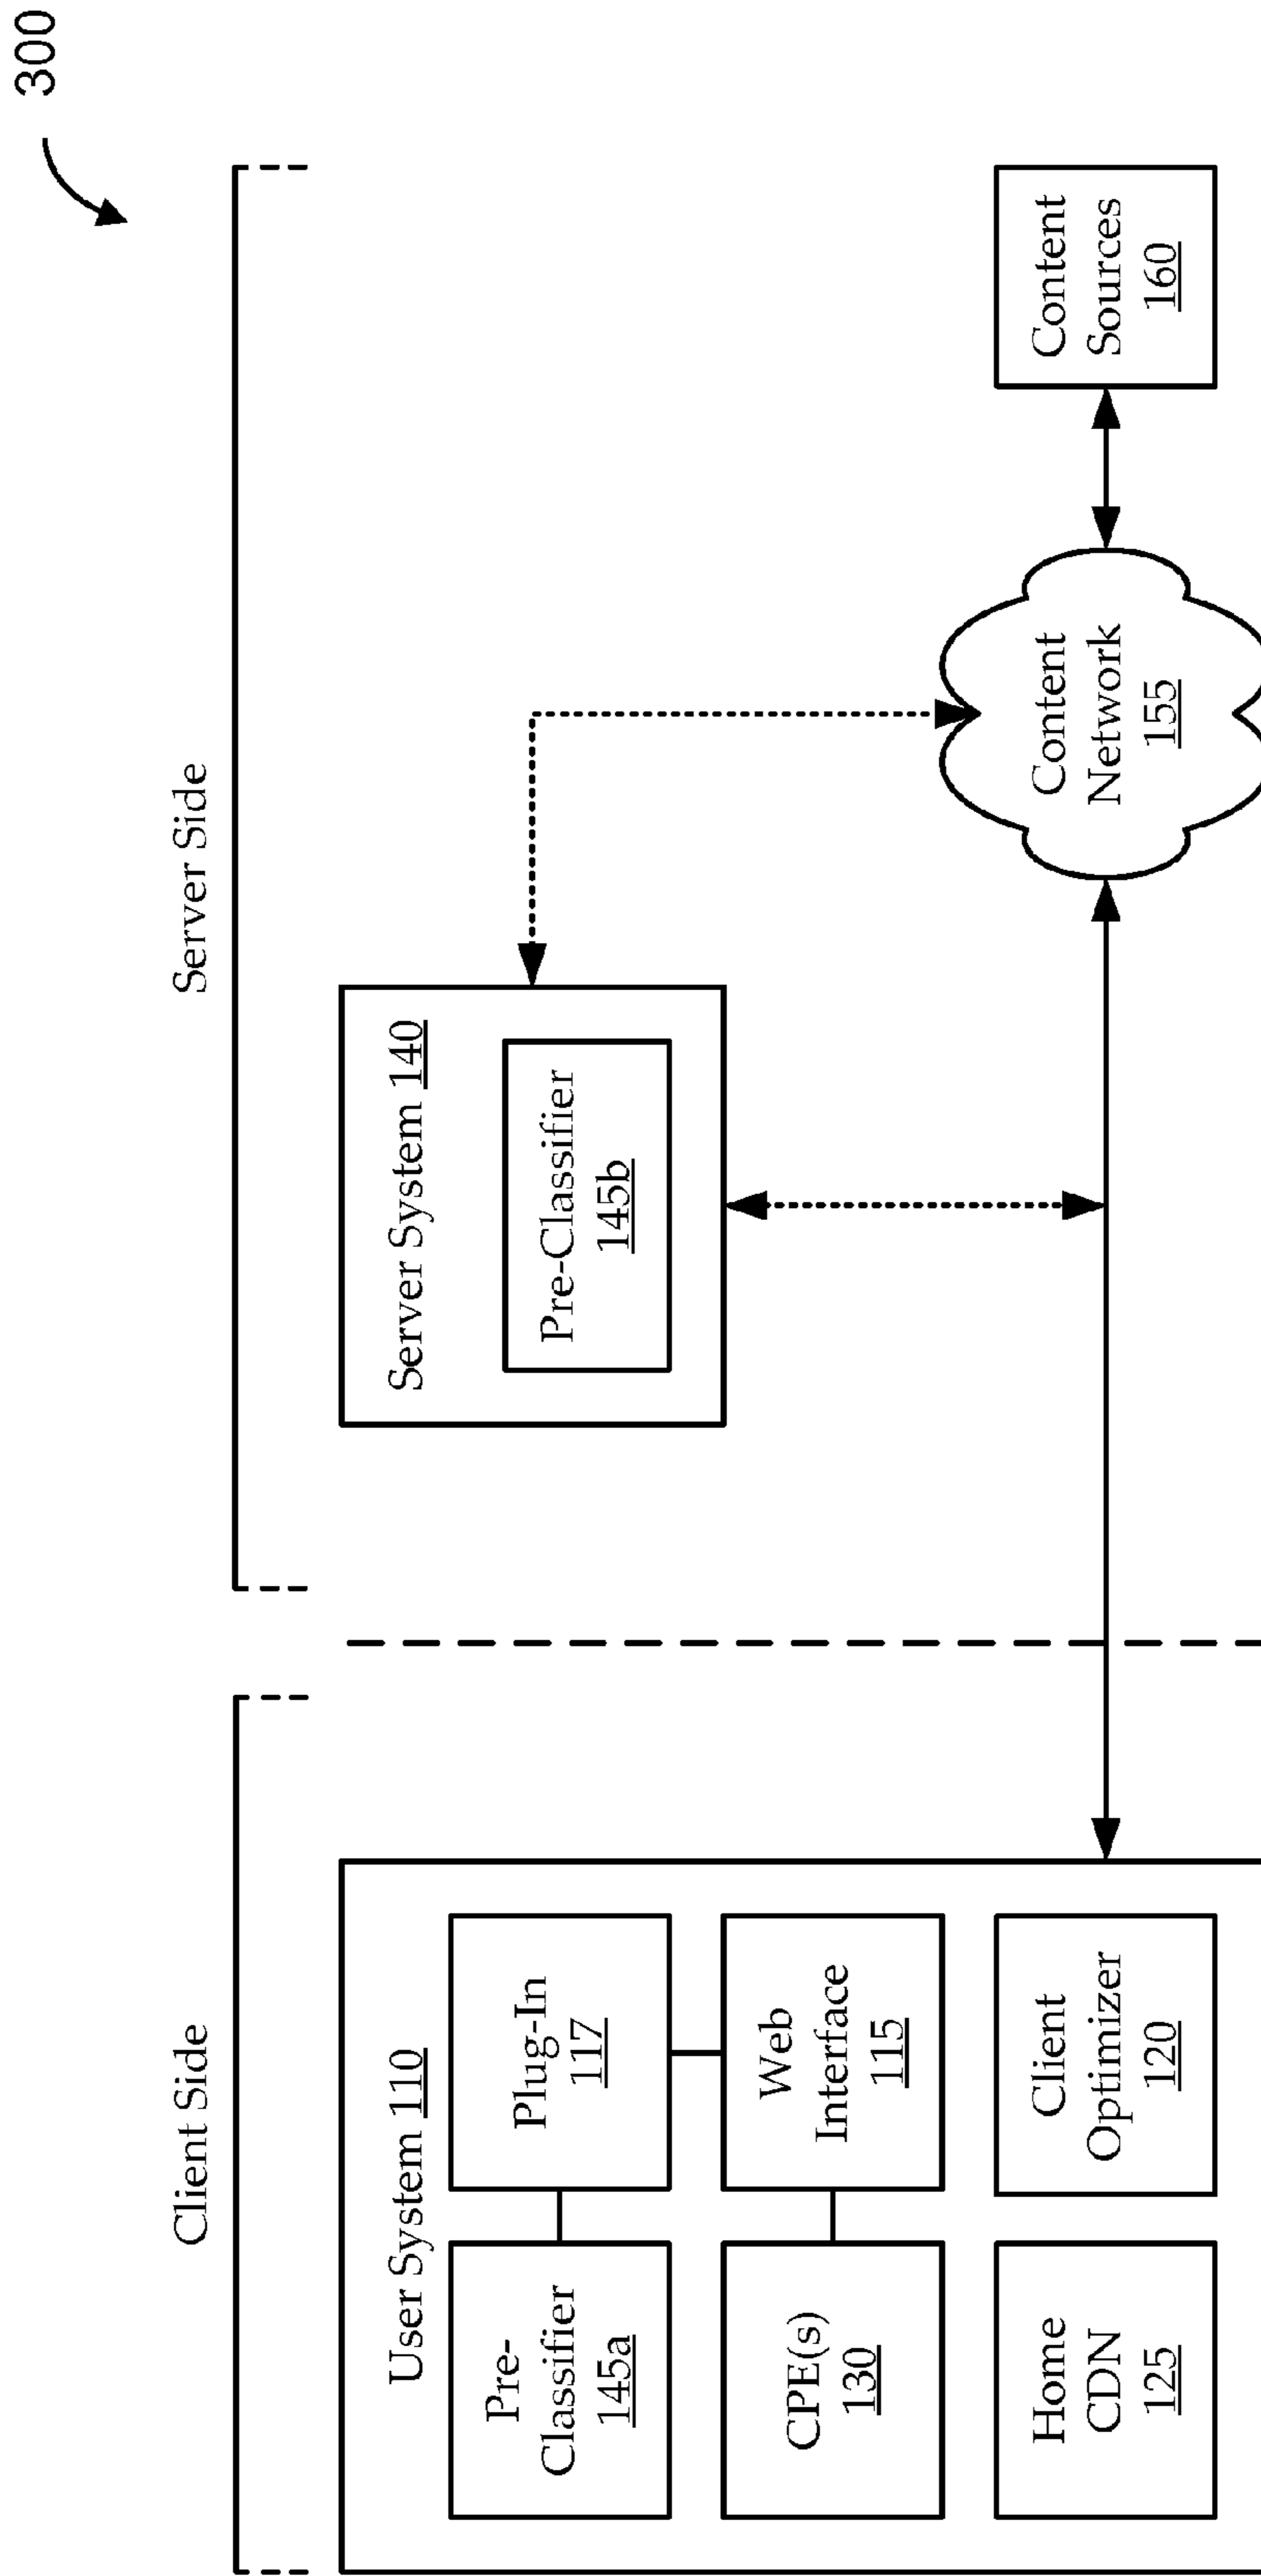 300
Client Side
Server Side
User System 110
Pre-
Classifier
145a
Plug-In
117
CPE(s)
130
Web
Interface
115
Home
CDN
125
Client
Optimizer
120
Server System 140
Pre-Classifier
145b
Content
Network
155
Content
Sources
160